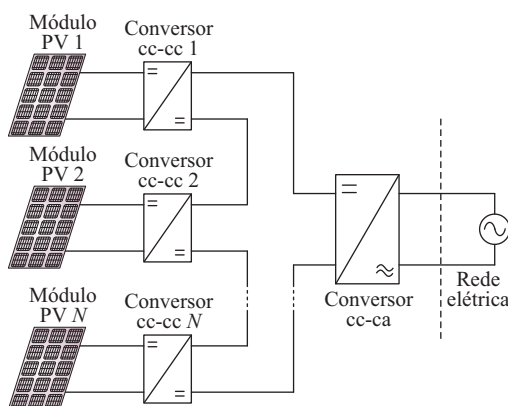 Módulo
PV 1
Conversor
cc-cc 1
Módulo
PV 2
Conversor
cc-cc 2
Módulo
PV N
Conversor
cc-cc N
Conversor
cc-ca
Rede
elétrica